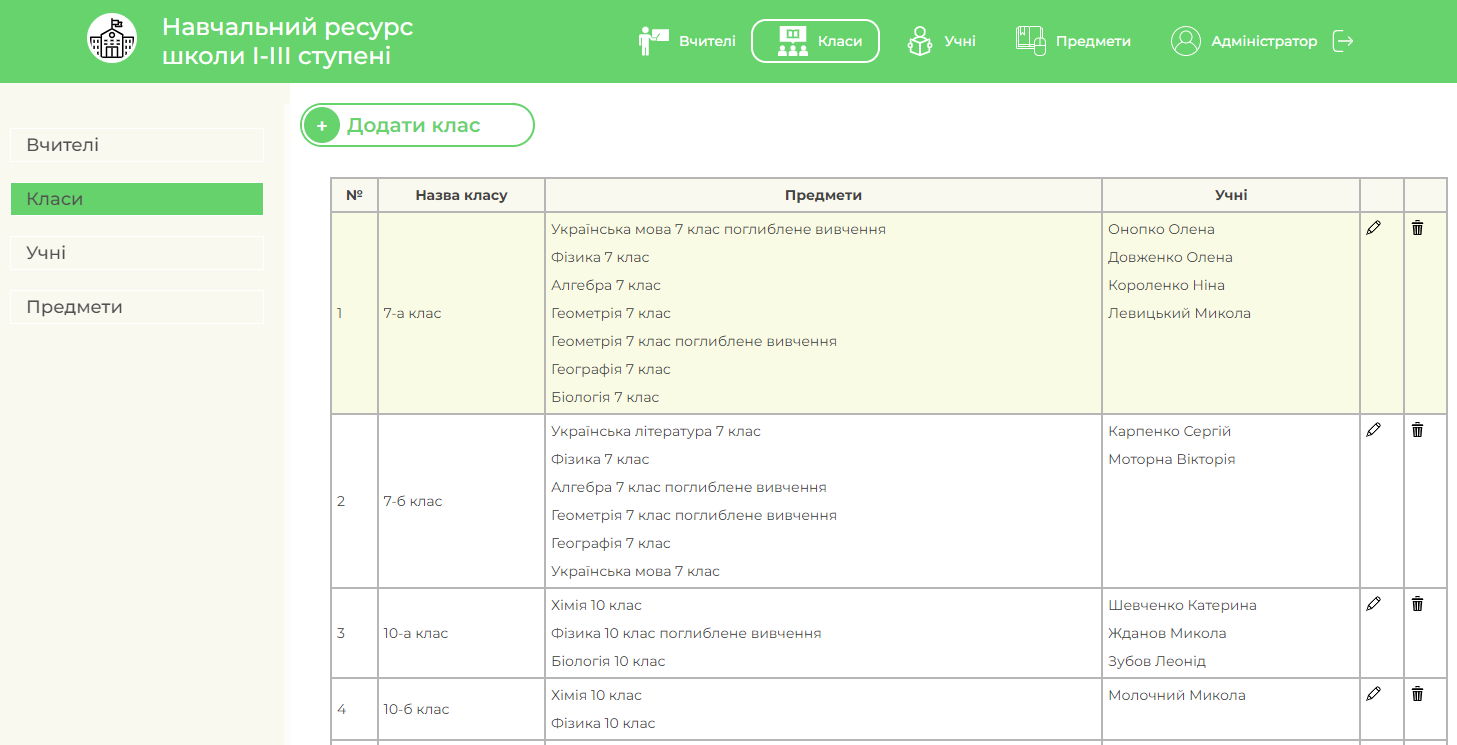 Навчальний ресурс
школи І-ІІІ ступені
Вчителі
Класи
Учні
Предмети
Адміністратор
Вчителі
Класи
Учні
Предмети
+ Додати клас
№ Назва класу Предмети Учні
1 7-а клас
Українська мова 7 клас поглиблене вивчення
Фізика 7 клас
Алгебра 7 клас
Геометрія 7 клас
Геометрія 7 клас поглиблене вивчення
Географія 7 клас
Біологія 7 клас
Онопко Олена
Довженко Олена
Короленко Ніна
Левицький Микола
2 7-б клас
Українська література 7 клас
Фізика 7 клас
Алгебра 7 клас поглиблене вивчення
Геометрія 7 клас поглиблене вивчення
Географія 7 клас
Українська мова 7 клас
Карпенко Сергій
Моторна Вікторія
3 10-а клас
Хімія 10 клас
Фізика 10 клас поглиблене вивчення
Біологія 10 клас
Шевченко Катерина
Жданов Микола
Зубов Леонід
4 10-б клас
Хімія 10 клас
Фізика 10 клас
Молочний Микола